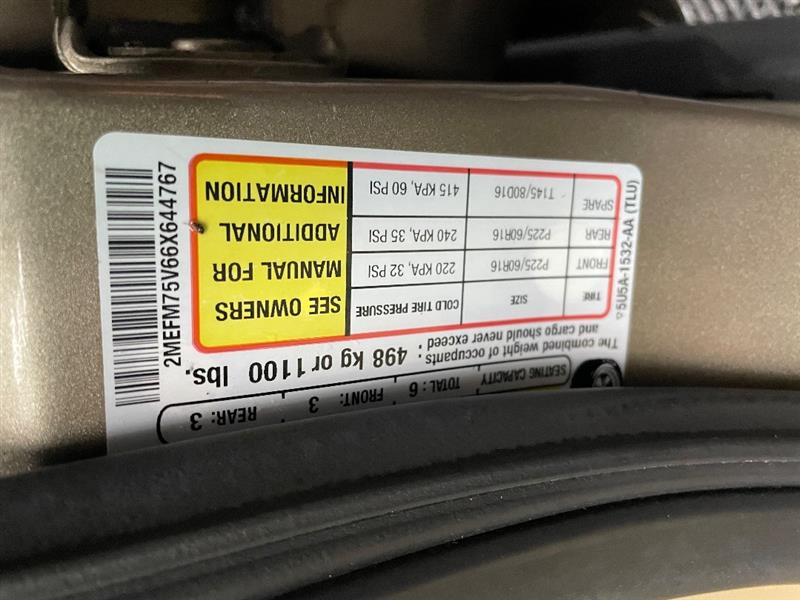 SEATING CAPACITY TOTAL : 6 FRONT: 3 REAR: 3
The combined weight of occupants
and cargo should never exceed : 498 kg or 1100 lbs.
TIRE SIZE COLD TIRE PRESSURE
FRONT P225/60R16 220 KPA, 32 PSI
REAR P225/60R16 240 KPA, 35 PSI
SPARE T145/80D16 415 KPA, 60 PSI
SEE OWNERS
MANUAL FOR
ADDITIONAL
INFORMATION
5U5A-1532-AA (TLU)
2MEFM75V66X644767